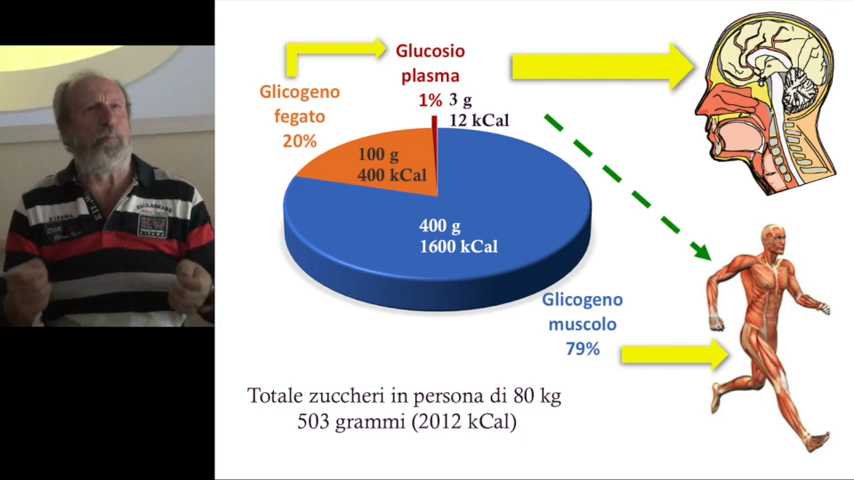 Glucosio
plasma
1% 3 g
12 kCal
Glicogeno
fegato
20%
100 g
400 kCal
400 g
1600 kCal
Glicogeno
muscolo
79%
Totale zuccheri in persona di 80 kg
503 grammi (2012 kCal)